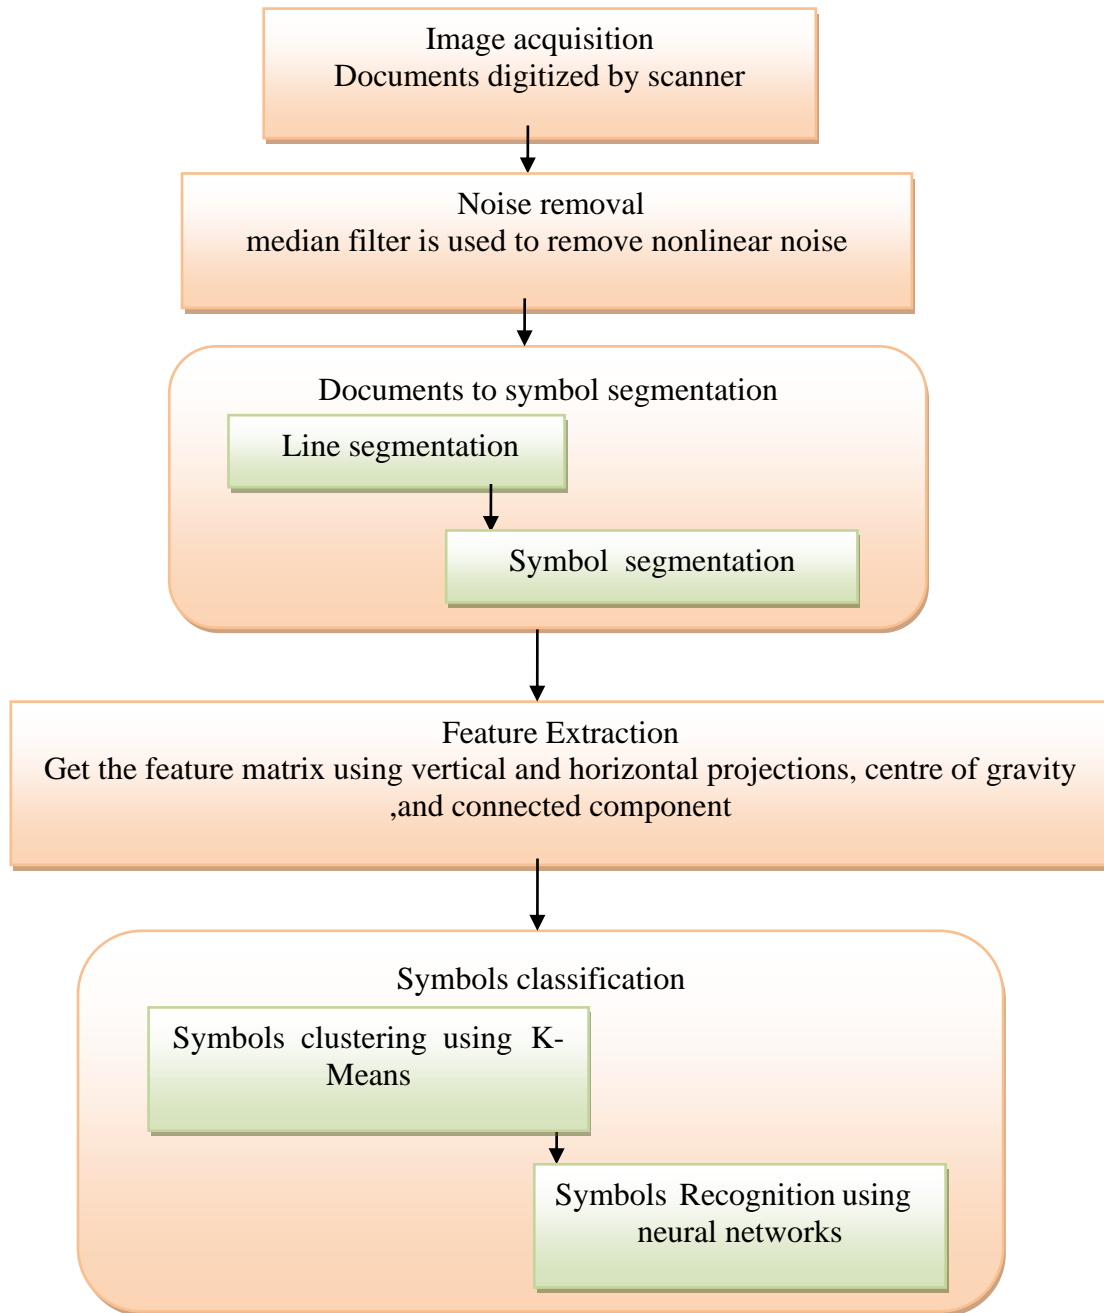 Image acquisition
Documents digitized by scanner
Noise removal
median filter is used to remove nonlinear noise
Documents to symbol segmentation
Line segmentation
Symbol segmentation
Feature Extraction
Get the feature matrix using vertical and horizontal projections, centre of gravity
,and connected component
Symbols classification
Symbols clustering using K-
Means
Symbols Recognition using
neural networks